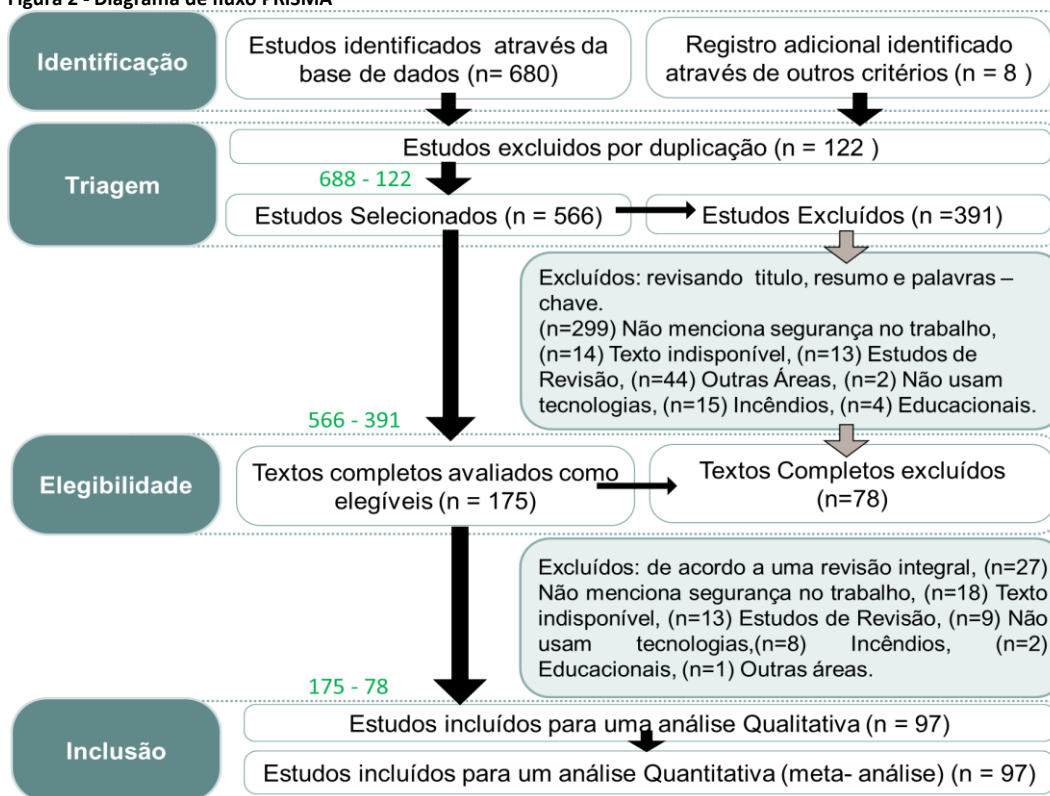 Figura 2 - Diagrama de fluxo PRISMA
Identificação
Estudos identificados através da
base de dados (n= 680)
Registro adicional identificado
através de outros critérios (n = 8 )
Triagem
Estudos excluidos por duplicação (n = 122 )
688 - 122
Estudos Selecionados (n = 566)
Estudos Excluídos (n =391)
Excluídos: revisando titulo, resumo e palavras –
chave.
(n=299) Não menciona segurança no trabalho,
(n=14) Texto indisponível, (n=13) Estudos de
Revisão, (n=44) Outras Áreas, (n=2) Não usam
tecnologias, (n=15) Incêndios, (n=4) Educacionais.
566 - 391
Elegibilidade
Textos completos avaliados como
elegíveis (n = 175)
Textos Completos excluídos
(n=78)
Excluídos: de acordo a uma revisão integral, (n=27)
Não menciona segurança no trabalho, (n=18) Texto
indisponível, (n=13) Estudos de Revisão, (n=9) Não
usam tecnologias,(n=8) Incêndios, (n=2)
Educacionais, (n=1) Outras áreas.
175 - 78
Inclusão
Estudos incluídos para uma análise Qualitativa (n = 97)
Estudos incluídos para um análise Quantitativa (meta- análise) (n = 97)